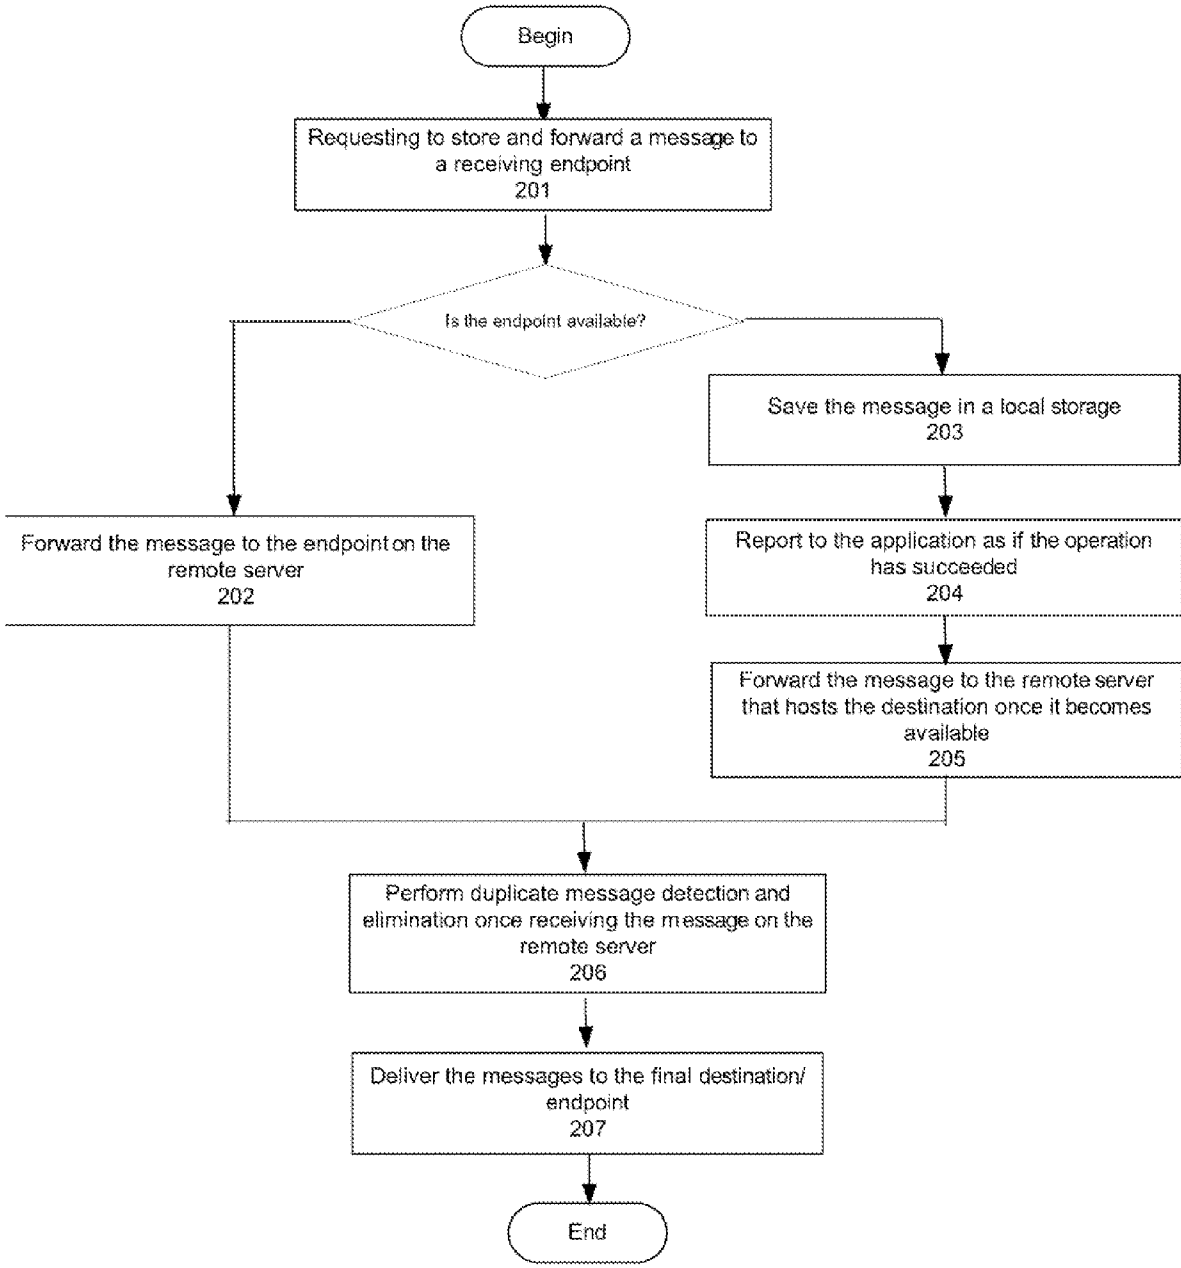 Begin
Requesting to store and forward a message to
a receiving endpoint
201
Is the endpoint available?
Save the message in a local storage
203
Forward the message to the endpoint on the
remote server
202
Report to the application as if the operation
has succeeded
204
Forward the message to the remote server
that hosts the destination once it becomes
available
205
Perform duplicate message detection and
elimination once receiving the message on the
remote server
206
Deliver the messages to the final destination/
endpoint
207
End